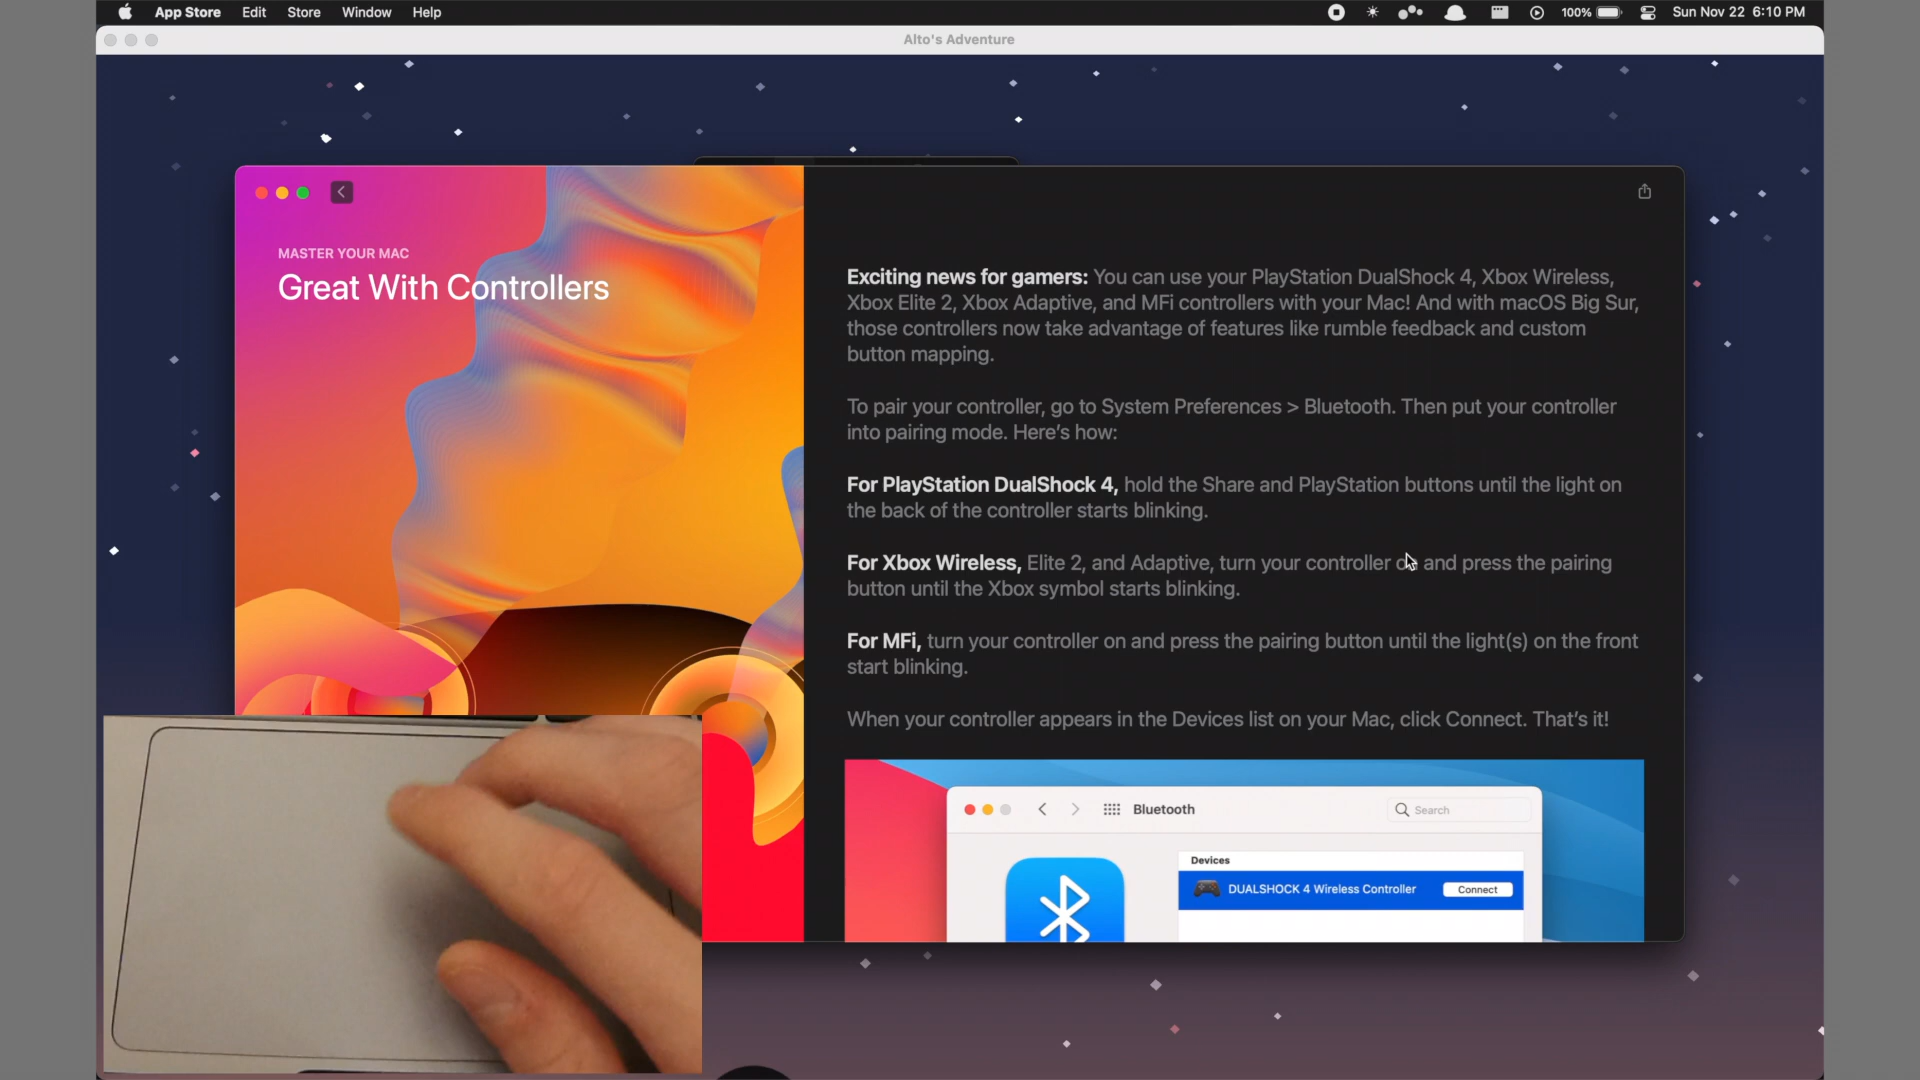 App Store Edit Store Window Help 100% Sun Nov 22 6:10 PM
Alto's Adventure
MASTER YOUR MAC
Great With Controllers
Exciting news for gamers: You can use your PlayStation DualShock 4, Xbox Wireless,
Xbox Elite 2, Xbox Adaptive, and MFi controllers with your Mac! And with macOS Big Sur,
those controllers now take advantage of features like rumble feedback and custom
button mapping.
To pair your controller, go to System Preferences > Bluetooth. Then put your controller
into pairing mode. Here's how:
For PlayStation DualShock 4, hold the Share and PlayStation buttons until the light on
the back of the controller starts blinking.
For Xbox Wireless, Elite 2, and Adaptive, turn your controller on and press the pairing
button until the Xbox symbol starts blinking.
For MFi, turn your controller on and press the pairing button until the light(s) on the front
start blinking.
When your controller appears in the Devices list on your Mac, click Connect. That's it!
Bluetooth
Search
Devices
DUALSHOCK 4 Wireless Controller Connect